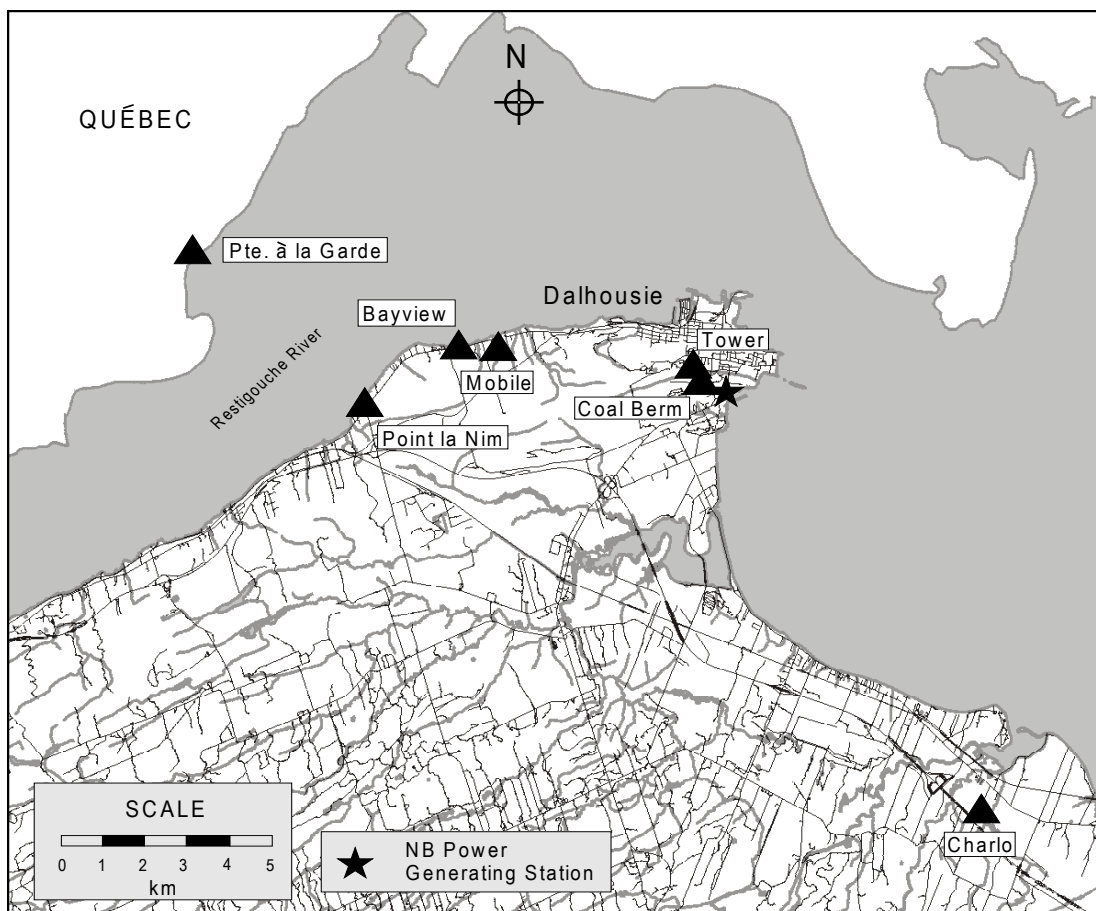 N
QUÉBEC
Pte. à la Garde
Dalhousie
Bayview
Tower
Restigouche River
Mobile
Coal Berm
Point la Nim
SCALE
0 1 2 3 4 5
km
NB Power
Generating Station
Charlo